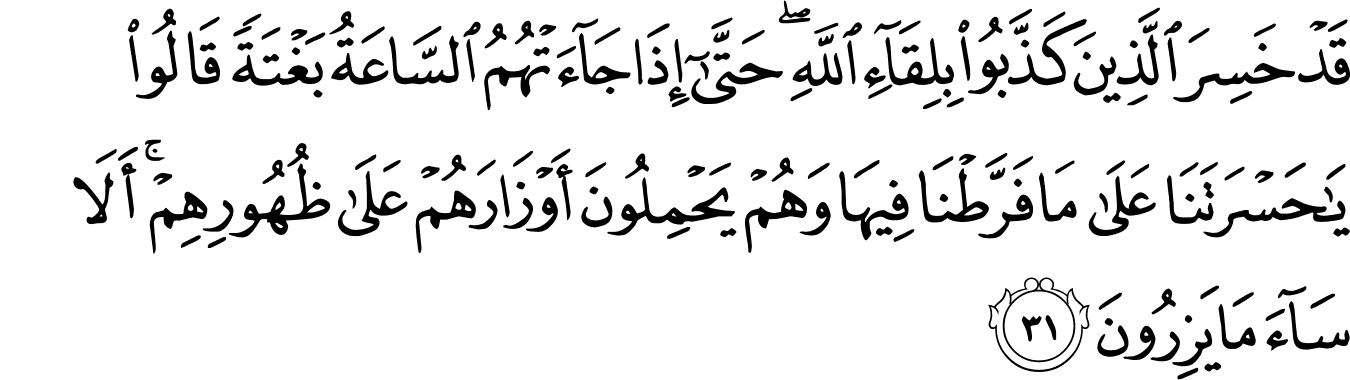 قَدْ خَسِرَ ٱلَّذِينَ كَذَّبُوا۟ بِلِقَآءِ ٱللَّهِ ۖ حَتَّىٰٓ إِذَا جَآءَتْهُمُ ٱلسَّاعَةُ بَغْتَةً قَالُوا۟
يَٰحَسْرَتَنَا عَلَىٰ مَا فَرَّطْنَا فِيهَا وَهُمْ يَحْمِلُونَ أَوْزَارَهُمْ عَلَىٰ ظُهُورِهِمْ ۚ أَلَا
سَآءَ مَا يَزِرُونَ ٣١